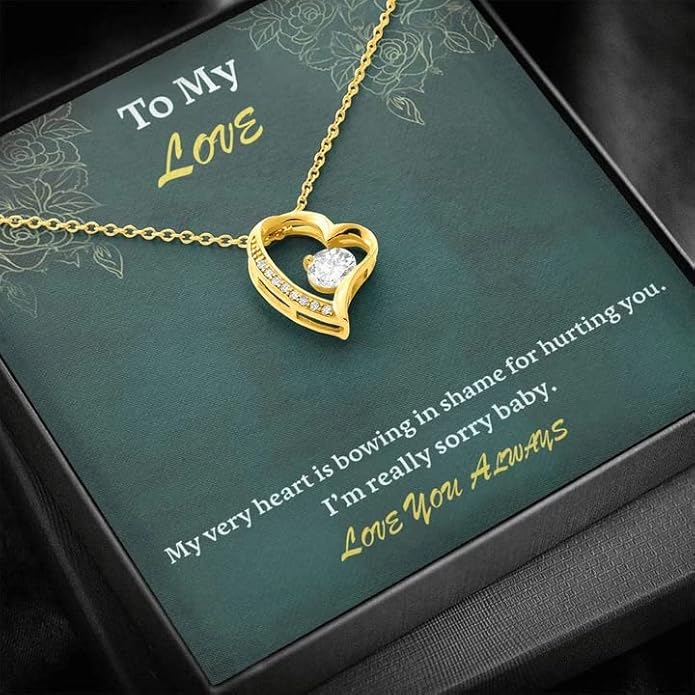 To My
LOVE
My very heart is bowing in shame for hurting you.
I'm really sorry baby.
LOVE YOU ALWAYS